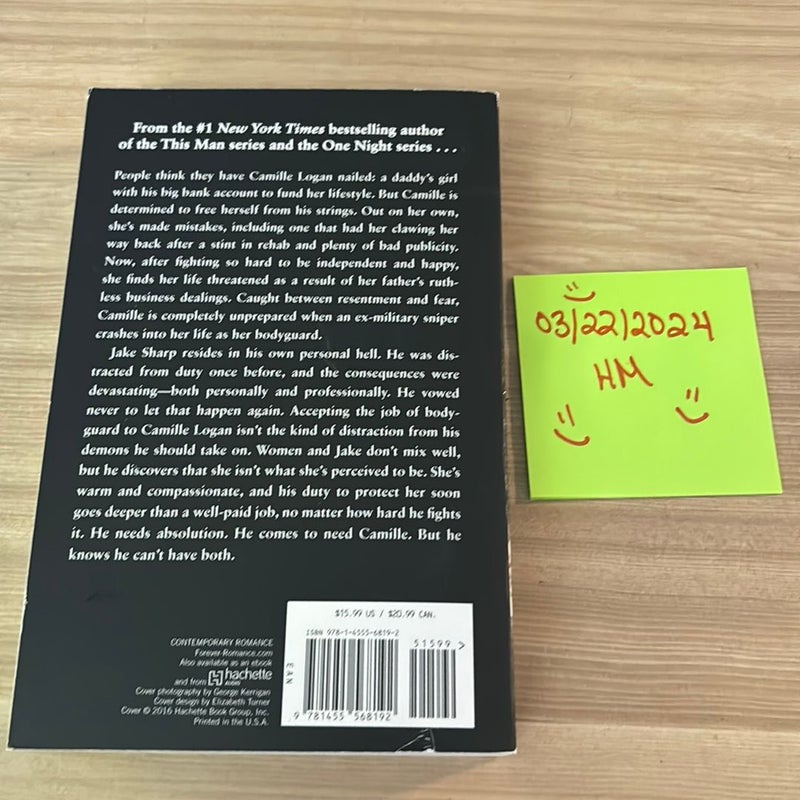 From the #1 New York Times bestselling author
of the This Man series and the One Night series . . .
People think they have Camille Logan nailed: a daddy's girl
with his big bank account to fund her lifestyle. But Camille is
determined to free herself from his strings. Out on her own,
she's made mistakes, including one that had her clawing her
way back after a stint in rehab and plenty of bad publicity.
Now, after fighting so hard to be independent and happy,
she finds her life threatened as a result of her father's ruth-
less business dealings. Caught between resentment and fear,
Camille is completely unprepared when an ex-military sniper
crashes into her life as her bodyguard.
Jake Sharp resides in his own personal hell. He was dis-
tracted from duty once before, and the consequences were
devastating—both personally and professionally. He vowed
never to let that happen again. Accepting the job of body-
guard to Camille Logan isn't the kind of distraction from his
demons he should take on. Women and Jake don't mix well,
but he discovers that she isn't what she's perceived to be. She's
warm and compassionate, and his duty to protect her soon
goes deeper than a well-paid job, no matter how hard he fights
it. He needs absolution. He comes to need Camille. But he
knows he can't have both.
CONTEMPORARY ROMANCE
Forever-Romance.com
Also available as an ebook
and from hachette AUDIO
Cover photography by George Kerrigan
Cover design by Elizabeth Turner
Cover © 2016 Hachette Book Group, Inc.
Printed in the U.S.A.
$15.99 US / $20.99 CAN.
ISBN 978-1-4555-6819-2
51599 >
EAN
9 781455 568192
03/22/2024
HM